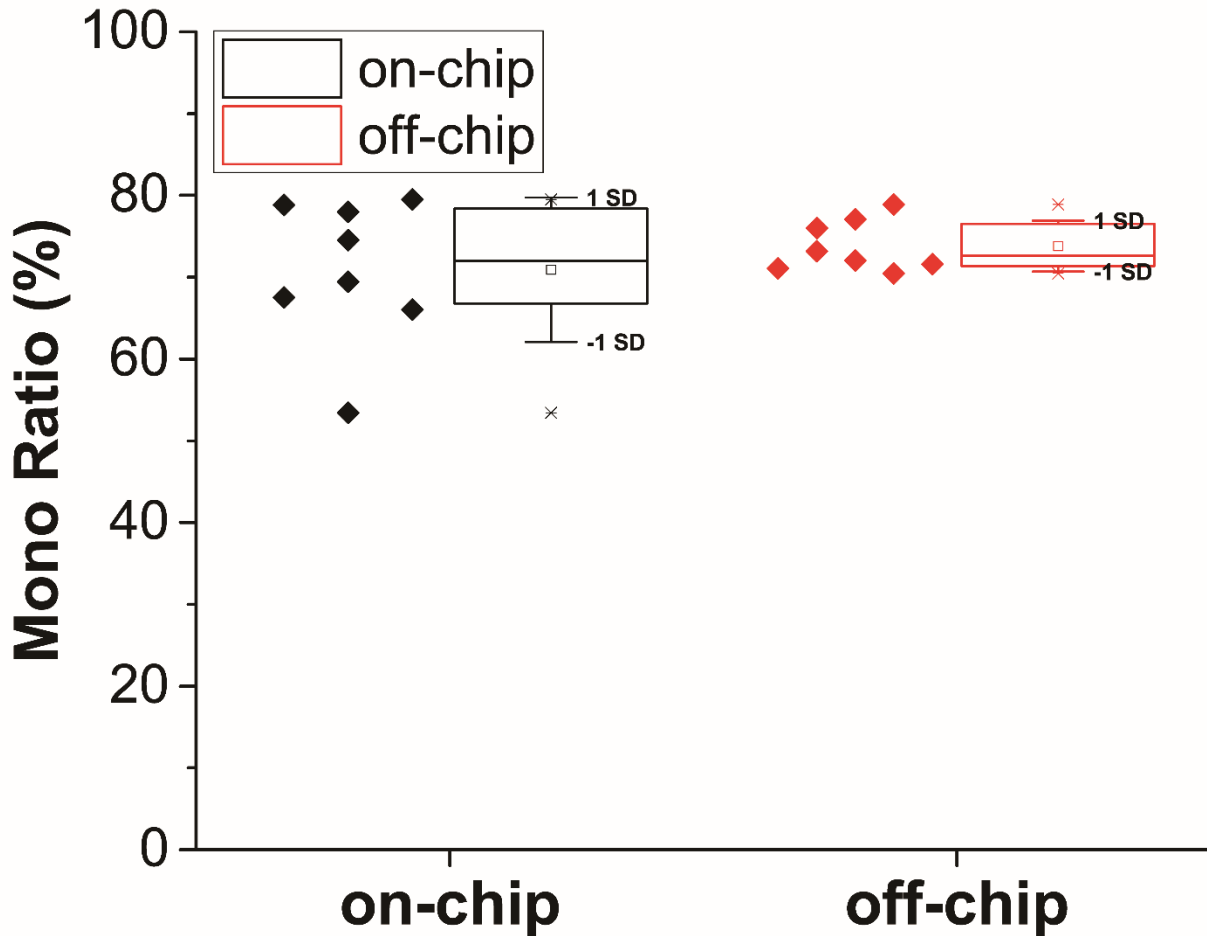 Mono Ratio (%)
100
80
60
40
20
0
on-chip
off-chip
1 SD
-1 SD
1 SD
-1 SD
on-chip
off-chip